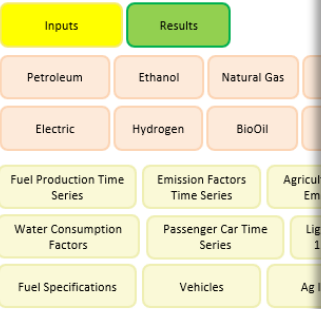 Inputs Results
Petroleum Ethanol Natural Gas
Electric Hydrogen BioOil
Fuel Production Time Emission Factors
Series Time Series
Water Consumption Passenger Car Time
Factors Series
Fuel Specifications Vehicles Ag